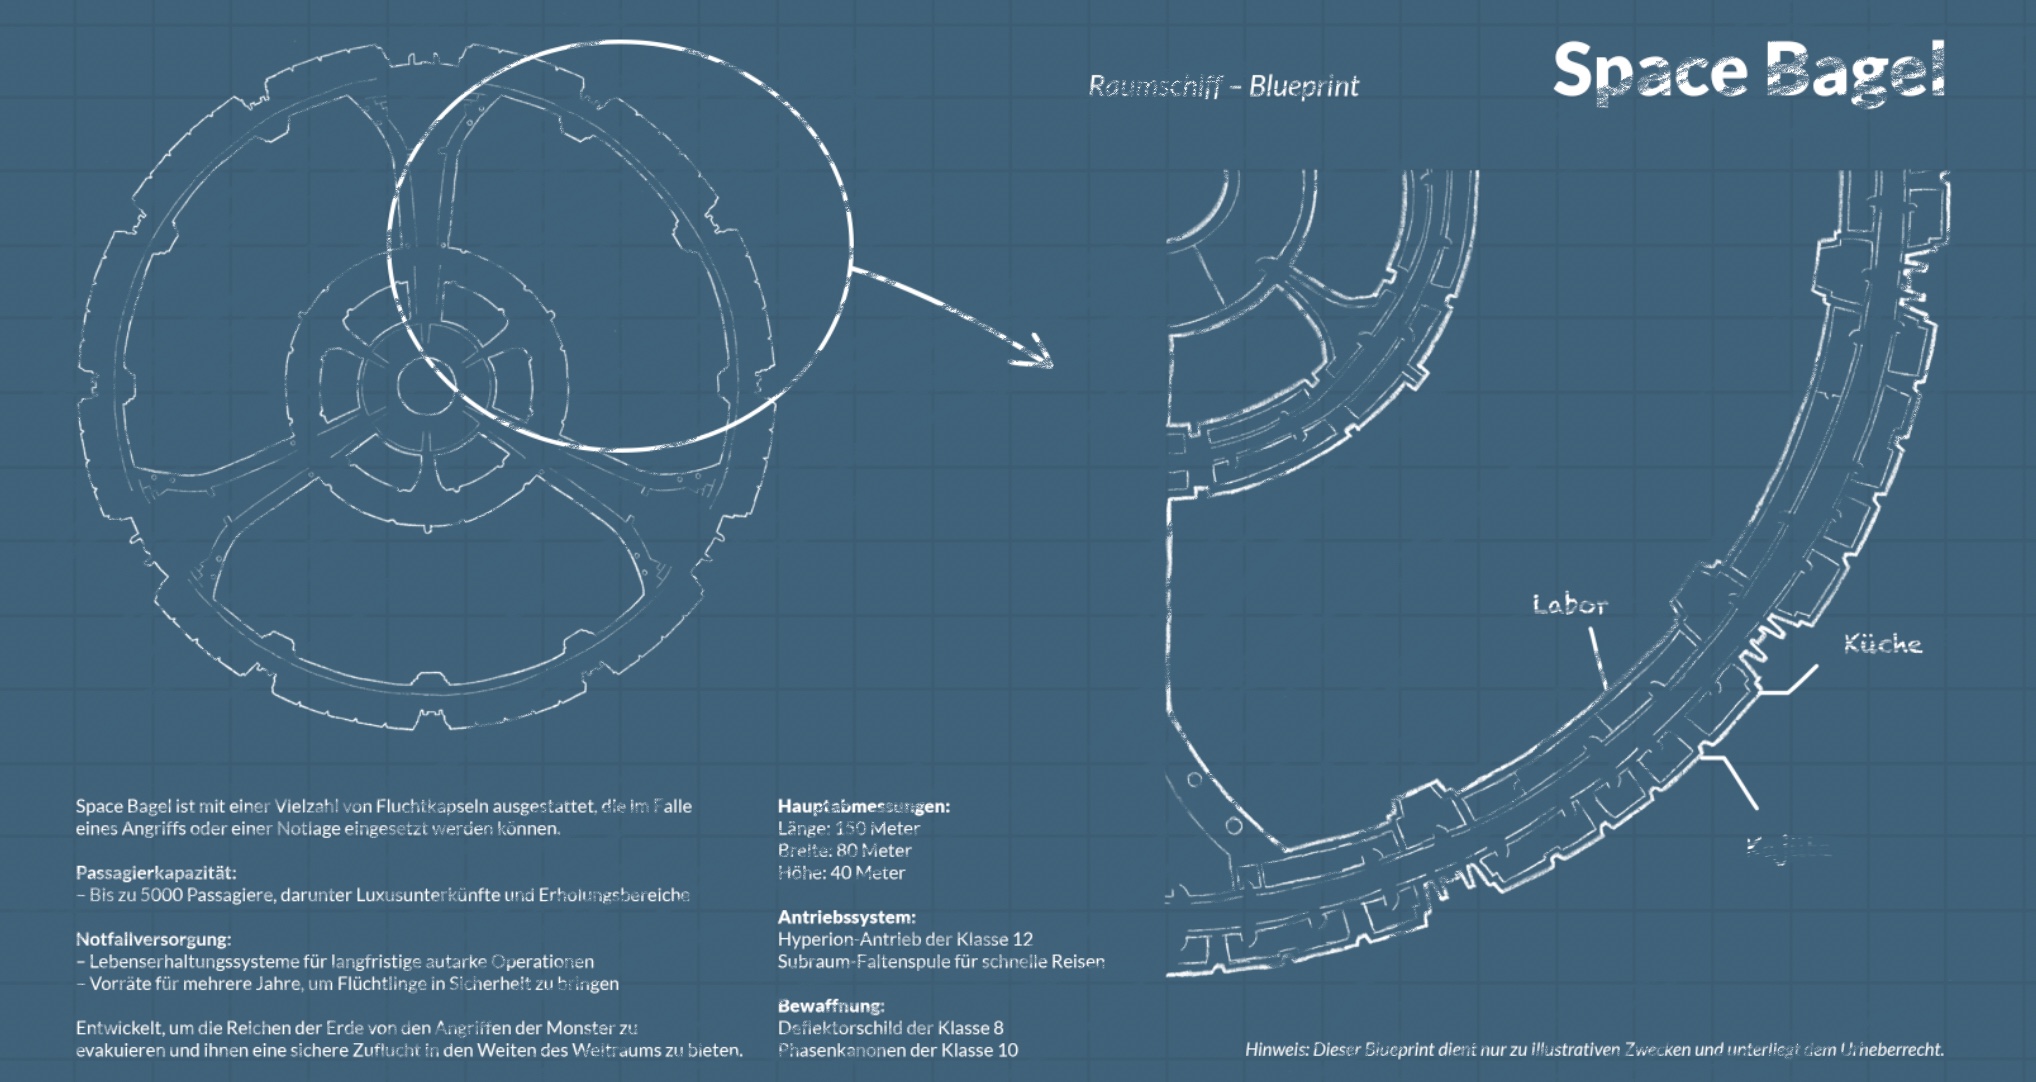 Raumschiff – Blueprint
Space Bagel
Labor
Küche
Space Bagel ist mit einer Vielzahl von Fluchtkapseln ausgestattet, die im Falle
eines Angriffs oder einer Notlage eingesetzt werden können.
Passagierkapazität:
– Bis zu 5000 Passagiere, darunter Luxusunterkünfte und Erholungsbereiche
Notfallversorgung:
– Lebenserhaltungssysteme für langfristige autarke Operationen
– Vorräte für mehrere Jahre, um Flüchtlinge in Sicherheit zu bringen
Entwickelt, um die Reichen der Erde von den Angriffen der Monster zu
evakuieren und ihnen eine sichere Zuflucht in den Weiten des Weltraums zu bieten.
Hauptabmessungen:
Länge: 150 Meter
Breite: 80 Meter
Höhe: 40 Meter
Antriebssystem:
Hyperion-Antrieb der Klasse 12
Subraum-Faltenspule für schnelle Reisen
Bewaffnung:
Deflektorschild der Klasse 8
Phasenkanonen der Klasse 10
Hinweis: Dieser Blueprint dient nur zu illustrativen Zwecken und unterliegt dem Urheberrecht.